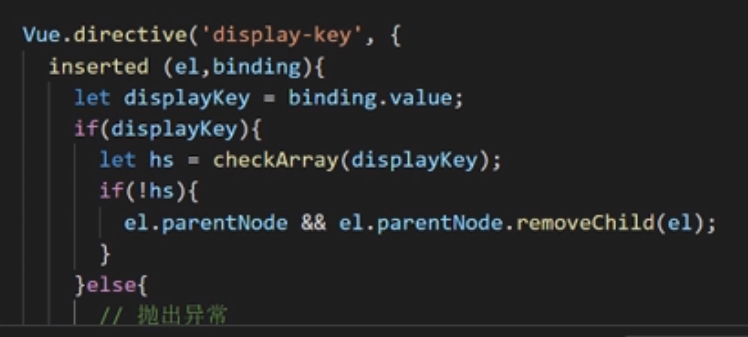 Vue.directive('display-key', {
inserted (el,binding){
let displayKey = binding.value;
if(displayKey){
let hs = checkArray(displayKey);
if(!hs){
el.parentNode && el.parentNode.removeChild(el);
}
}else{
// 抛出异常